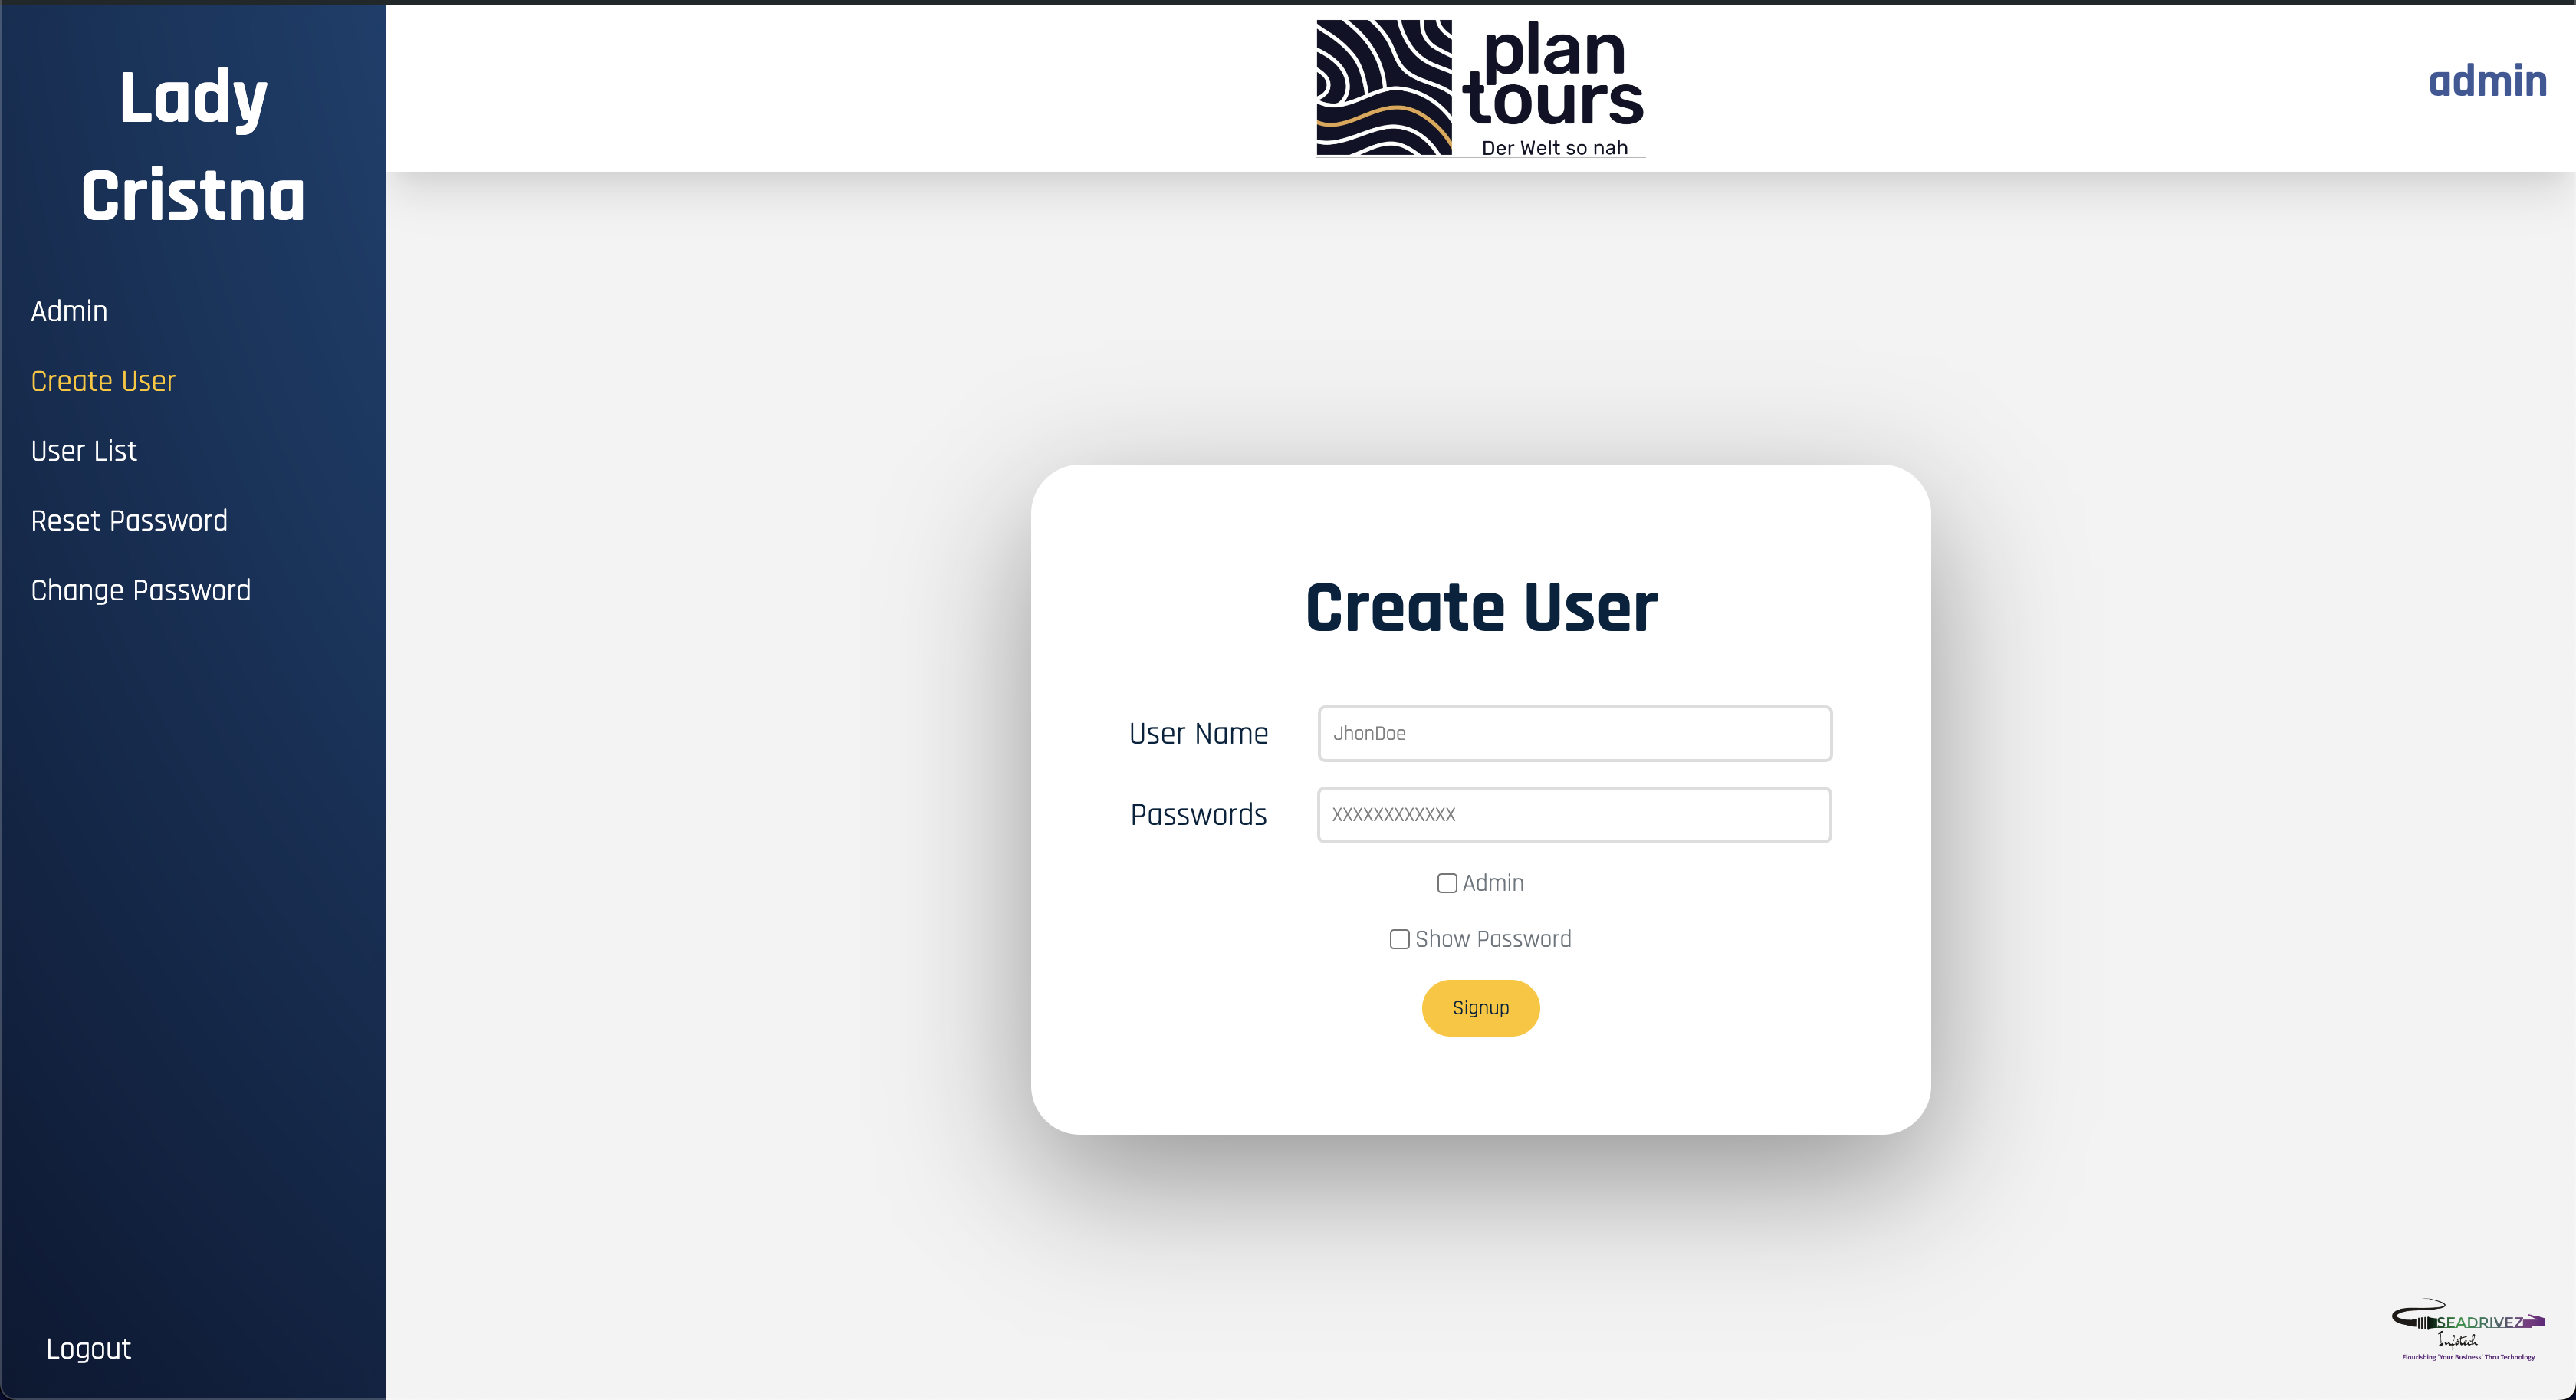 Lady
Cristna
Admin
Create User
User List
Reset Password
Change Password
Logout
plan
tours
Der Welt so nah
admin
Create User
User Name
JhonDoe
Passwords
XXXXXXXXXXXX
Admin
Show Password
Signup
SEADRIVEZ
Infotech
Flourishing 'Your Business' Thru Technology